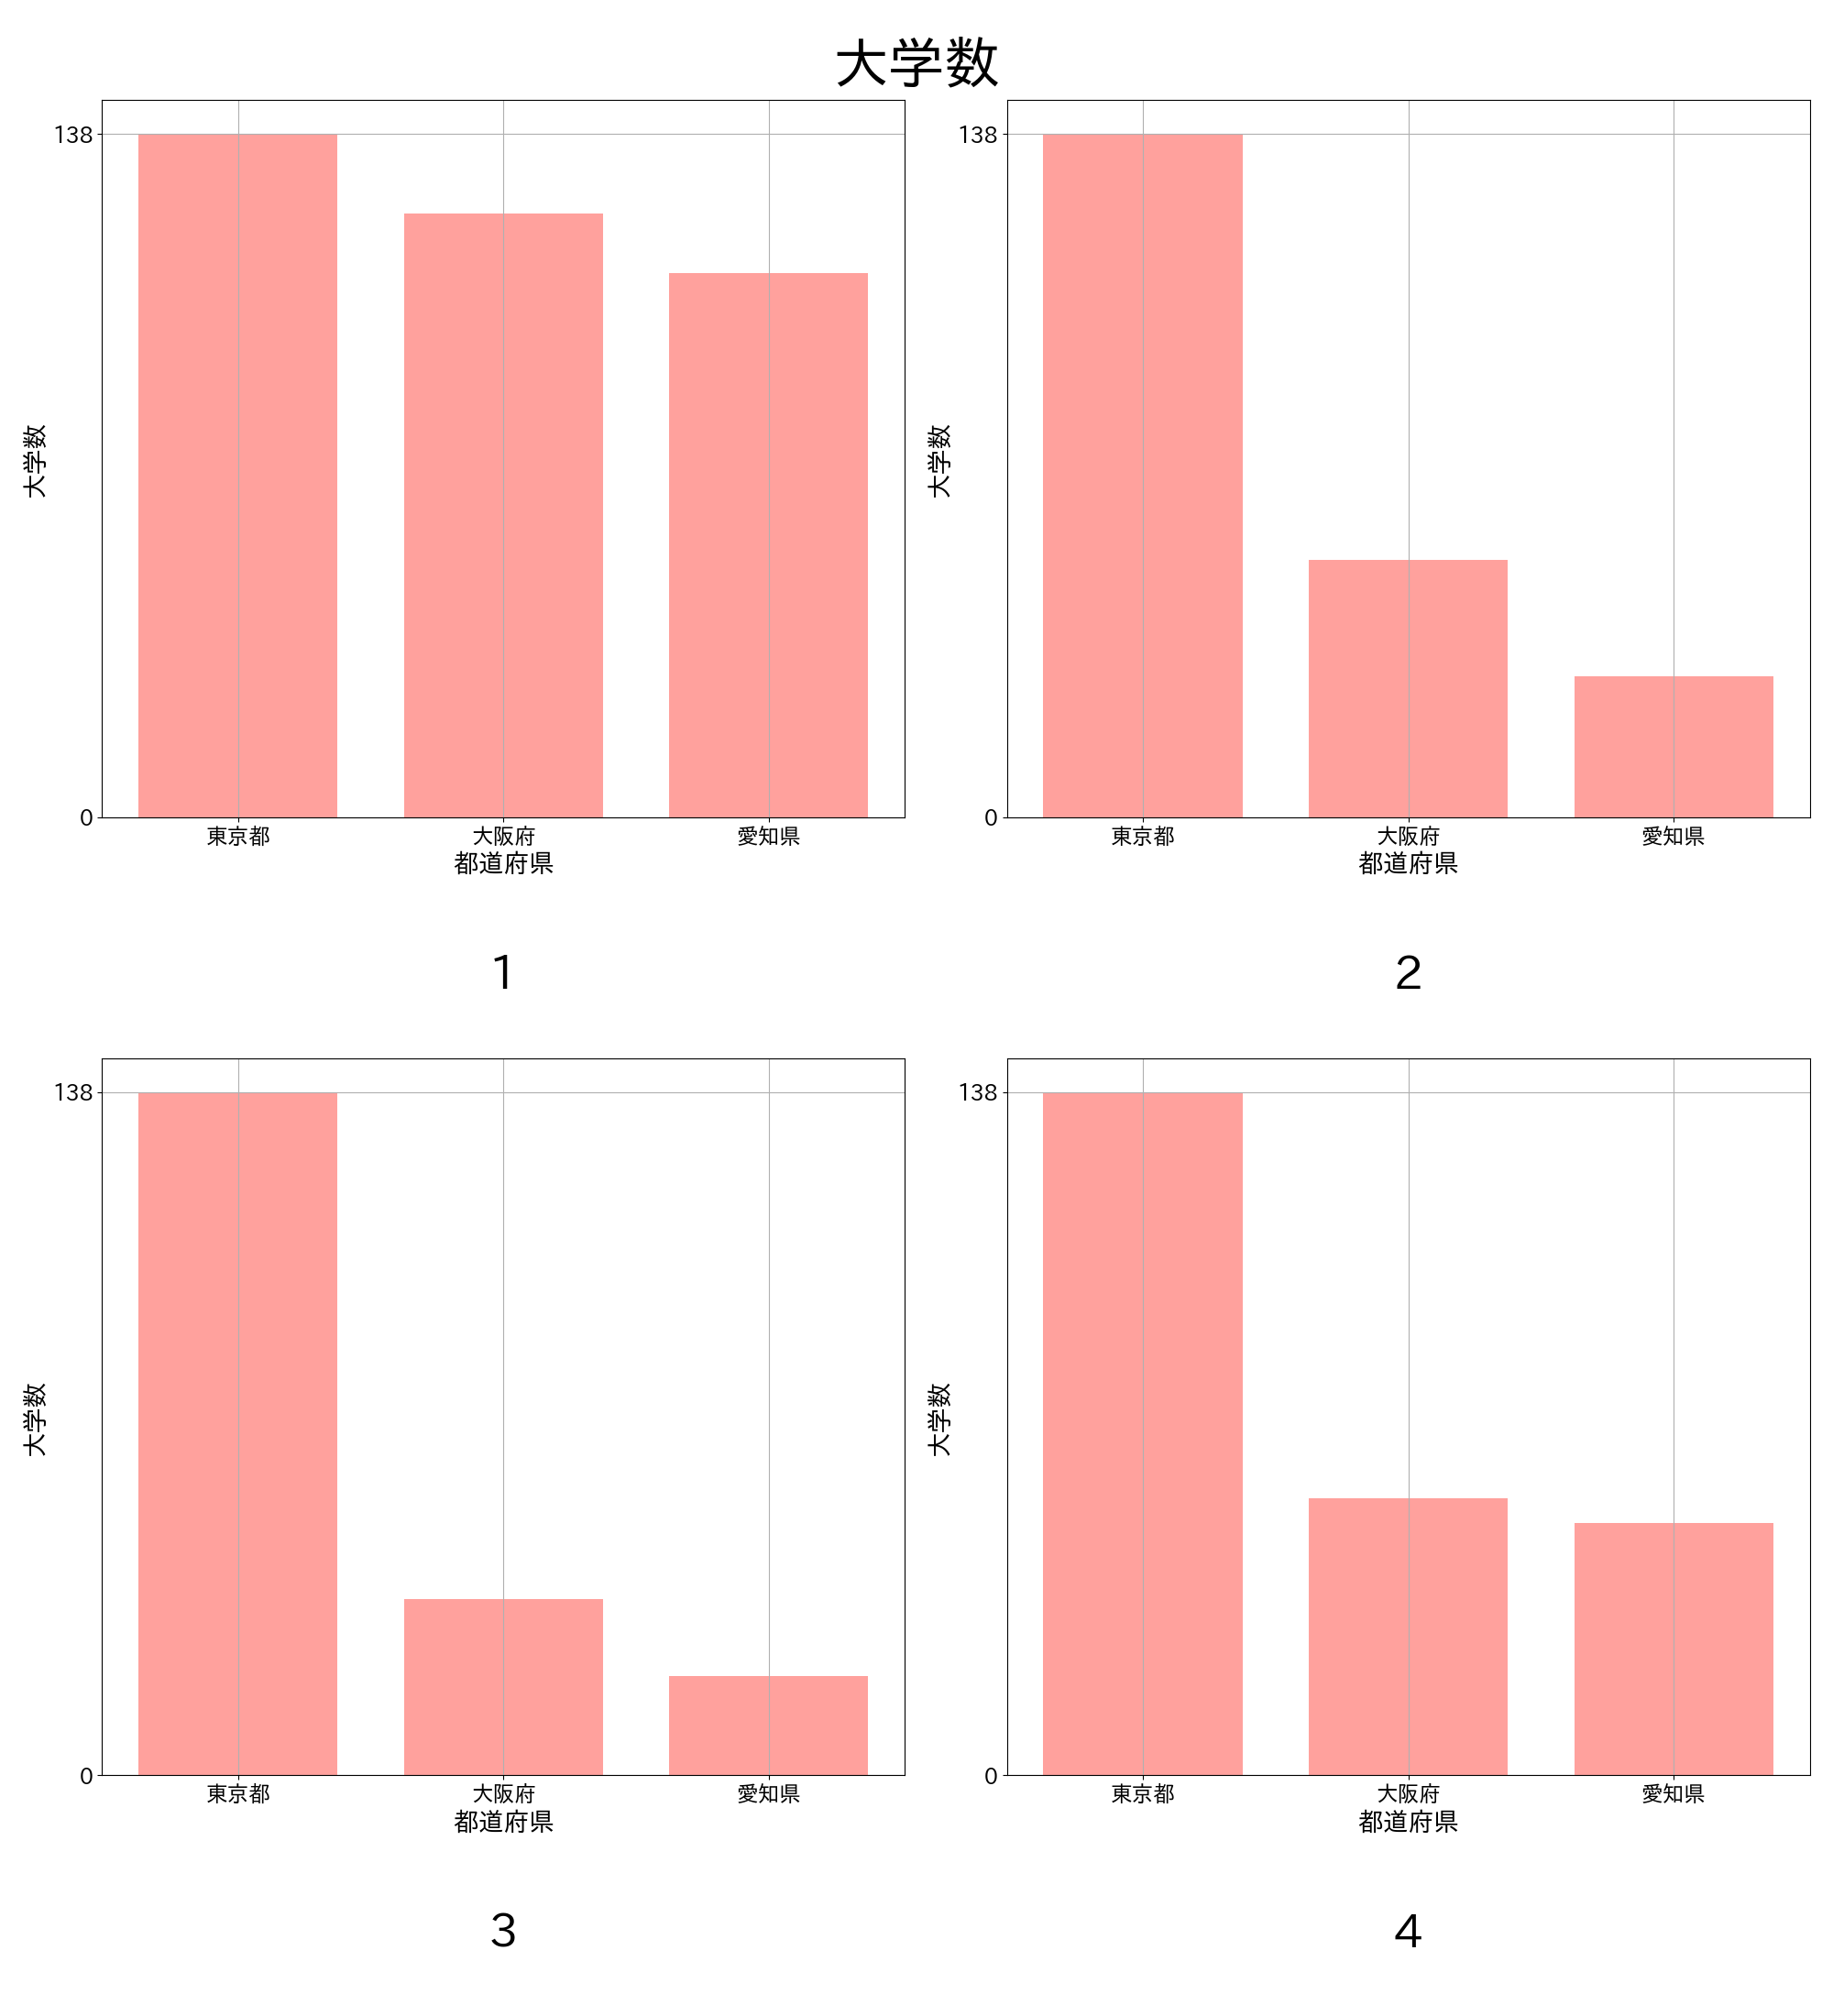 大学数
138
0
大学数
東京都 大阪府 愛知県
都道府県
1
138
0
大学数
東京都 大阪府 愛知県
都道府県
2
138
0
大学数
東京都 大阪府 愛知県
都道府県
3
138
0
大学数
東京都 大阪府 愛知県
都道府県
4